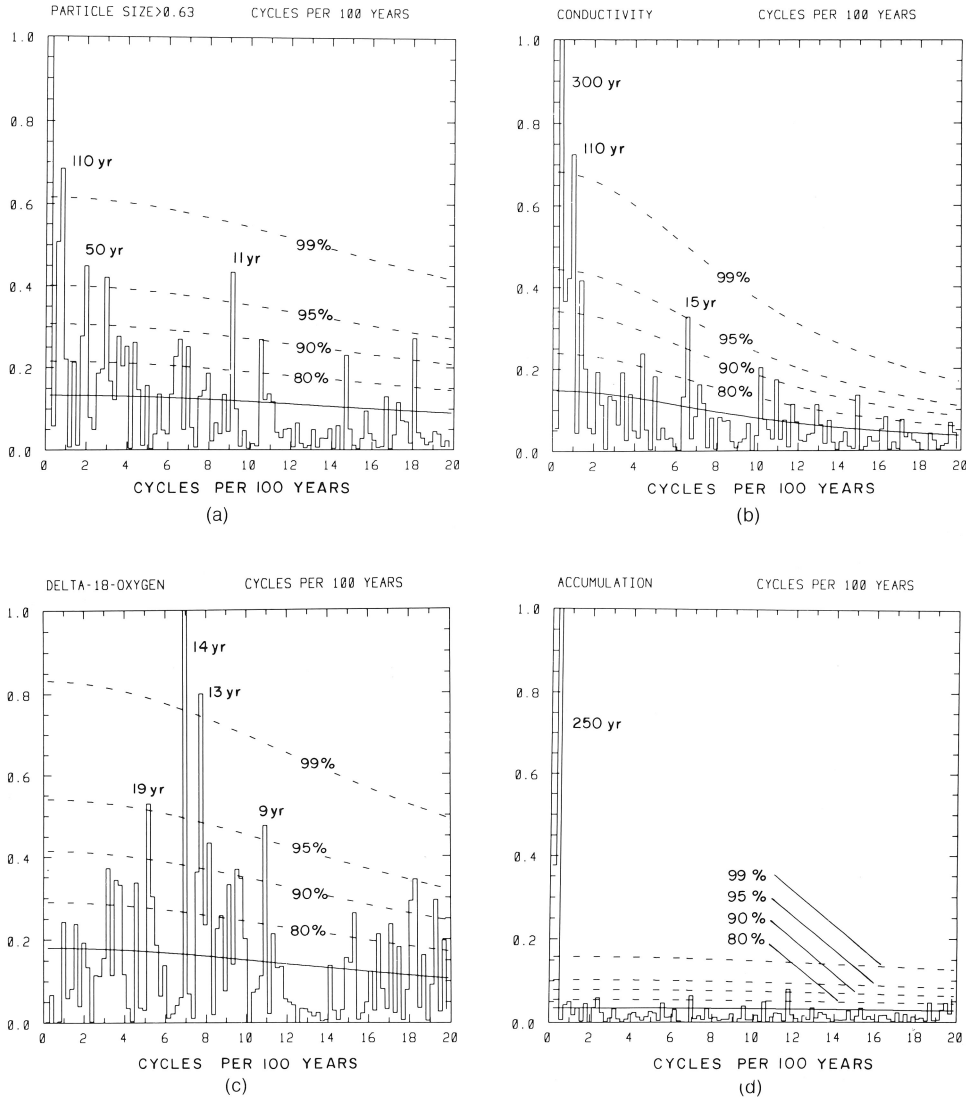 PARTICLE SIZE>0.63 CYCLES PER 100 YEARS
1.0
0.8
0.6
0.4
0.2
0.0
110 yr
50 yr
11 yr
99%
95%
90%
80%
0 2 4 6 8 10 12 14 16 18 20
CYCLES PER 100 YEARS
(a)
CONDUCTIVITY CYCLES PER 100 YEARS
1.0
0.8
0.6
0.4
0.2
0.0
300 yr
110 yr
15 yr
99%
95%
90%
80%
0 2 4 6 8 10 12 14 16 18 20
CYCLES PER 100 YEARS
(b)
DELTA-18-OXYGEN CYCLES PER 100 YEARS
1.0
0.8
0.6
0.4
0.2
0.0
14 yr
13 yr
19 yr
9 yr
99%
95%
90%
80%
0 2 4 6 8 10 12 14 16 18 20
CYCLES PER 100 YEARS
(c)
ACCUMULATION CYCLES PER 100 YEARS
1.0
0.8
0.6
0.4
0.2
0.0
250 yr
99 %
95 %
90 %
80 %
0 2 4 6 8 10 12 14 16 18 20
CYCLES PER 100 YEARS
(d)